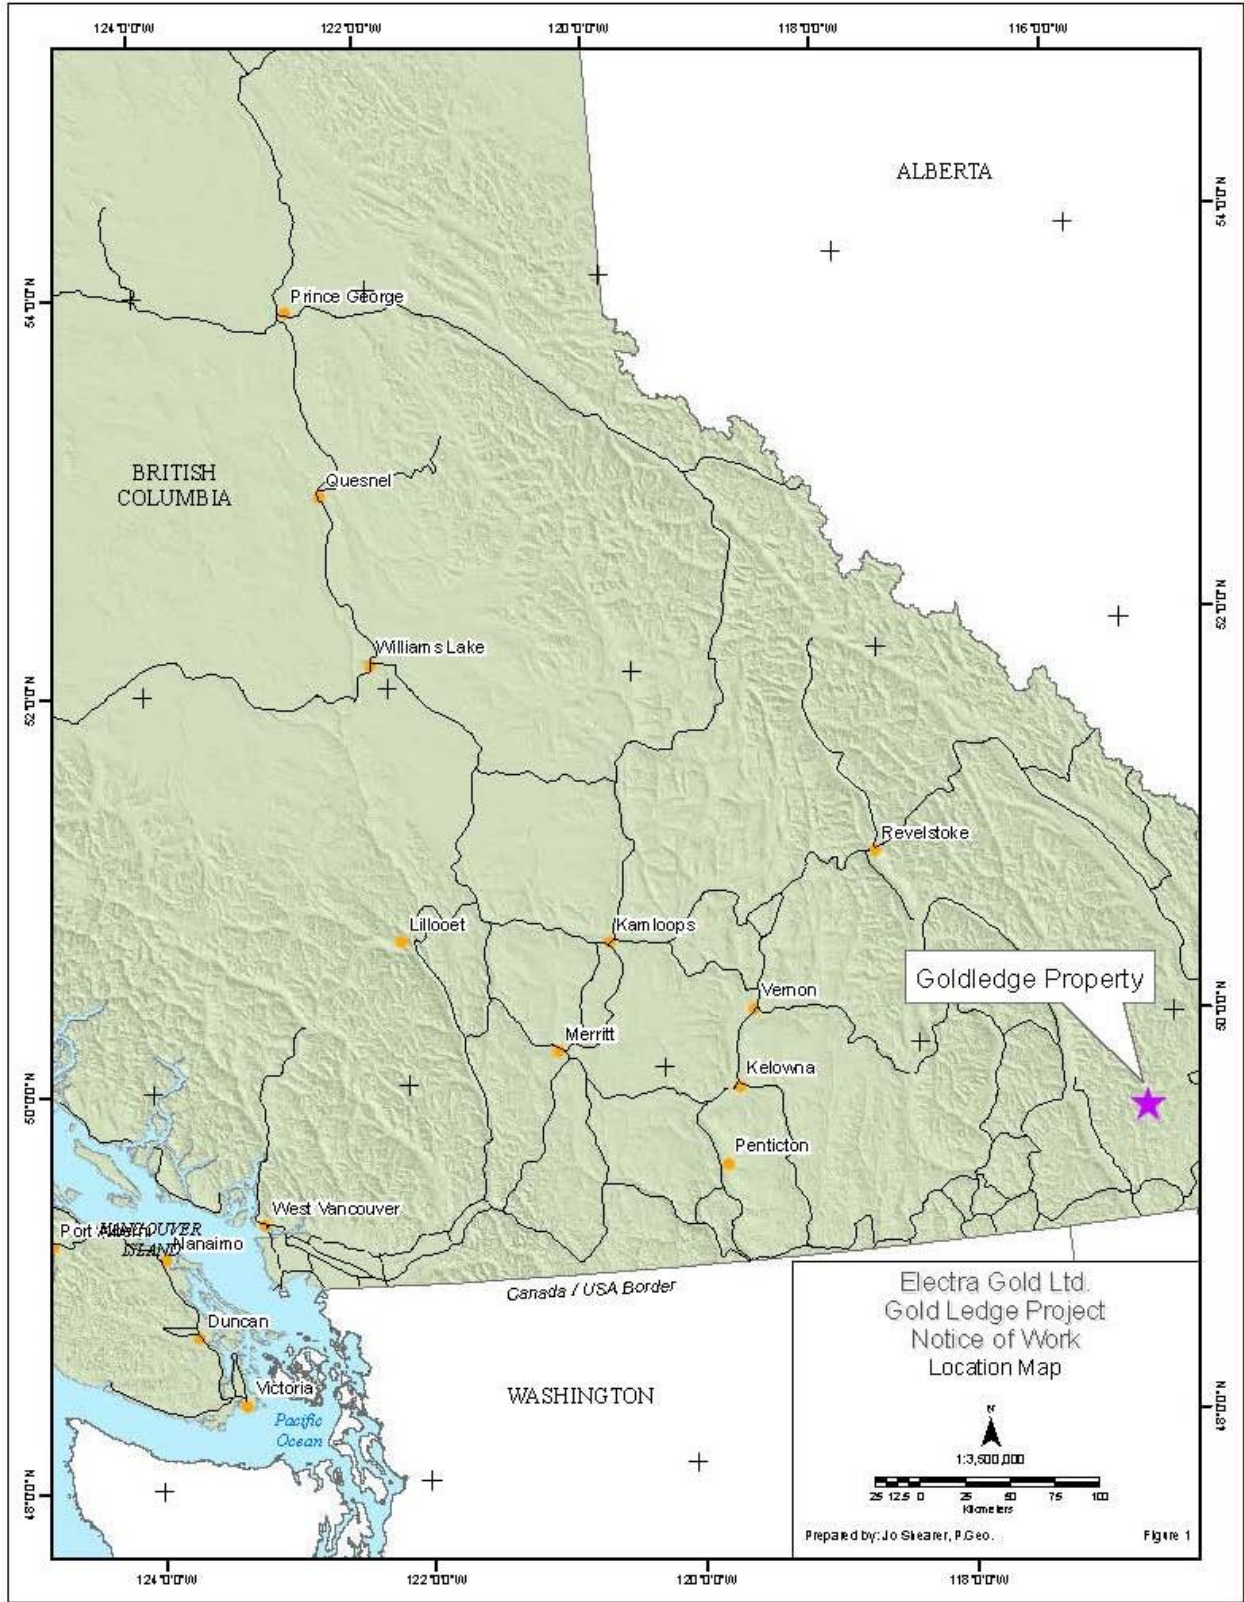 124°0'0"W 122°0'0"W 120°0'0"W 118°0'0"W 116°0'0"W
ALBERTA
54°0'0"N
54°0'0"N
Prince George
BRITISH
COLUMBIA
Quesnel
52°0'0"N
Williams Lake
52°0'0"N
Revelstoke
Lillooet
Kamloops
Goldledge Property
Vernon
50°0'0"N
Merritt
Kelowna
50°0'0"N
Penticton
West Vancouver
Port Alberni
VANCOUVER
ISLAND
Nanaimo
Canada / USA Border
Duncan
Victoria
Pacific
Ocean
WASHINGTON
Electra Gold Ltd.
Gold Ledge Project
Notice of Work
Location Map
N
1:3,500,000
25 12.5 0 25 50 75 100
Kilometers
Prepared by: Jo Shearer, P.Geo. Figure 1
48°0'0"N
48°0'0"N
124°0'0"W 122°0'0"W 120°0'0"W 118°0'0"W